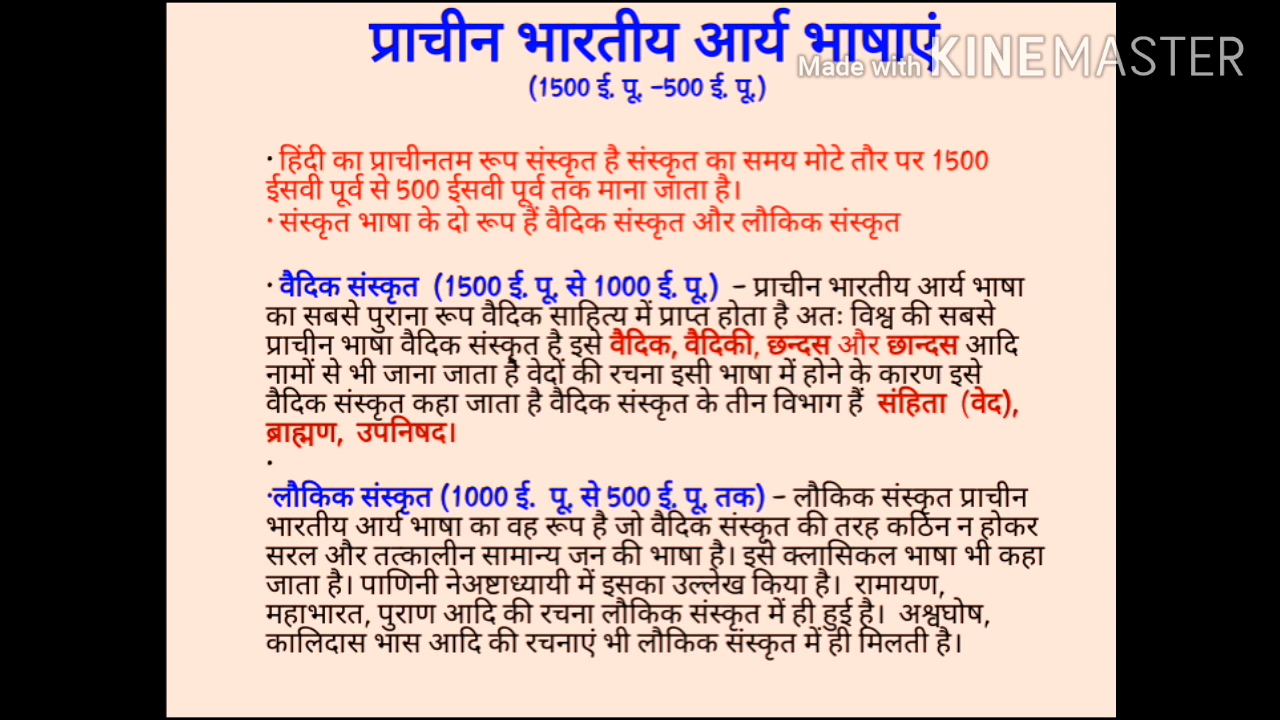 प्राचीन भारतीय आर्य भाषाएं
Made with KINEMASTER
(1500 ई. पू. –500 ई. पू.)
• हिंदी का प्राचीनतम रूप संस्कृत है संस्कृत का समय मोटे तौर पर 1500
ईसवी पूर्व से 500 ईसवी पूर्व तक माना जाता है।
• संस्कृत भाषा के दो रूप हैं वैदिक संस्कृत और लौकिक संस्कृत
• वैदिक संस्कृत (1500 ई. पू. से 1000 ई. पू.) – प्राचीन भारतीय आर्य भाषा
का सबसे पुराना रूप वैदिक साहित्य में प्राप्त होता है अतः विश्व की सबसे
प्राचीन भाषा वैदिक संस्कृत है इसे वैदिक, वैदिकी, छन्दस और छान्दस आदि
नामों से भी जाना जाता है वेदों की रचना इसी भाषा में होने के कारण इसे
वैदिक संस्कृत कहा जाता है वैदिक संस्कृत के तीन विभाग हैं संहिता (वेद),
ब्राह्मण, उपनिषद।
•
•लौकिक संस्कृत (1000 ई. पू. से 500 ई. पू. तक) – लौकिक संस्कृत प्राचीन
भारतीय आर्य भाषा का वह रूप है जो वैदिक संस्कृत की तरह कठिन न होकर
सरल और तत्कालीन सामान्य जन की भाषा है। इसे क्लासिकल भाषा भी कहा
जाता है। पाणिनी नेअष्टाध्यायी में इसका उल्लेख किया है। रामायण,
महाभारत, पुराण आदि की रचना लौकिक संस्कृत में ही हुई है। अश्वघोष,
कालिदास भास आदि की रचनाएं भी लौकिक संस्कृत में ही मिलती है।